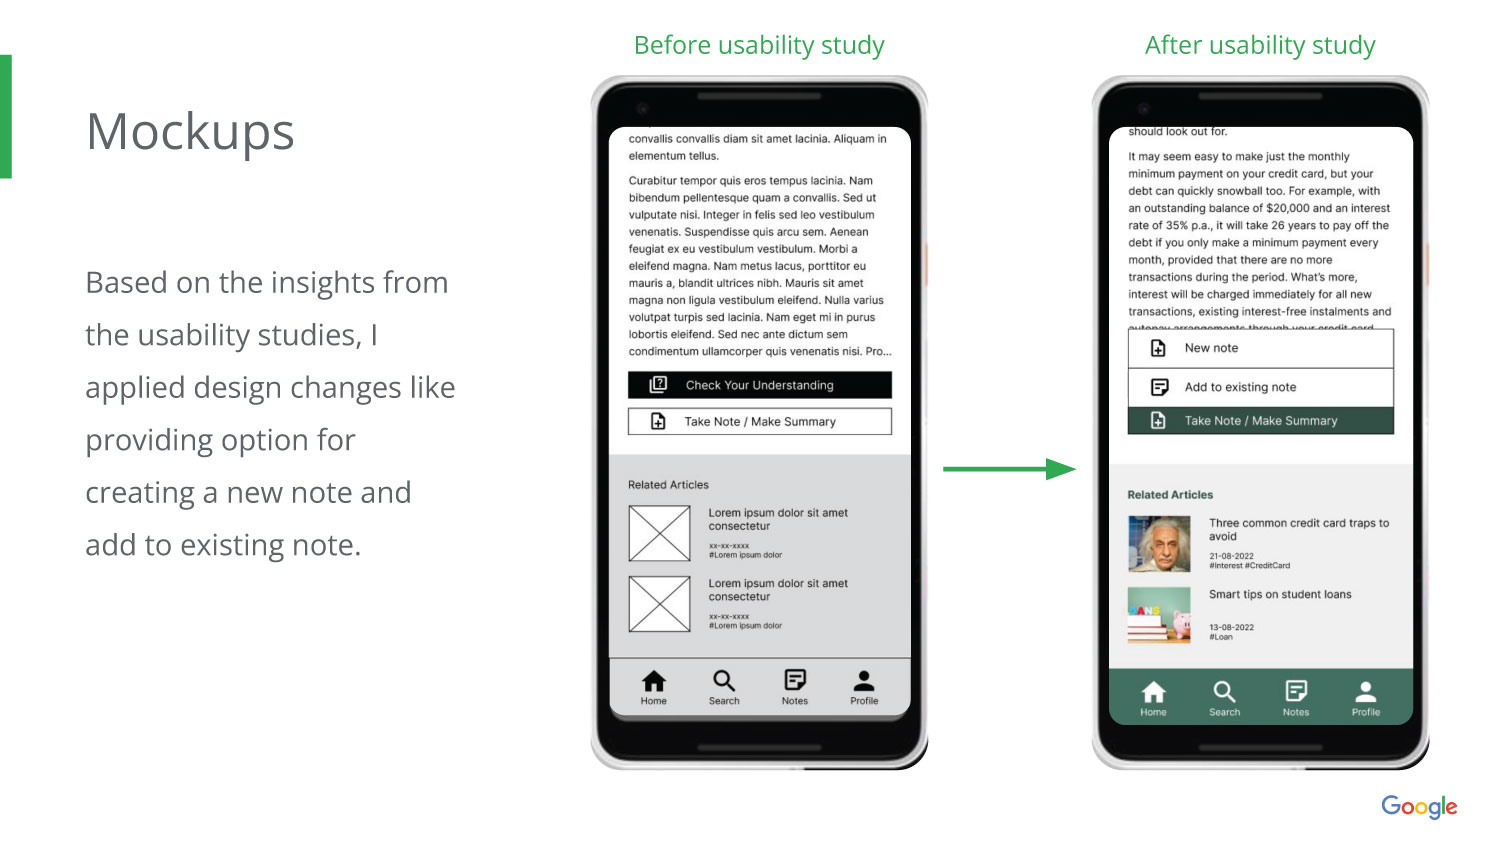 Mockups
Based on the insights from
the usability studies, I
applied design changes like
providing option for
creating a new note and
add to existing note.
Before usability study
convallis convallis diam sit amet lacinia. Aliquam in
elementum tellus.
Curabitur tempor quis eros tempus lacinia. Nam
bibendum pellentesque quam a convallis. Sed ut
vulputate nisi. Integer in felis sed leo vestibulum
venenatis. Suspendisse quis arcu sem. Aenean
feugiat ex eu vestibulum vestibulum. Morbi a
eleifend magna. Nam metus lacus, porttitor eu
mauris a, blandit ultrices nibh. Mauris sit amet
magna non ligula vestibulum eleifend. Nulla varius
volutpat turpis sed lacinia. Nam eget mi in purus
lobortis eleifend. Sed nec ante dictum sem
condimentum ullamcorper quis venenatis nisi. Pro...
Check Your Understanding
Take Note / Make Summary
Related Articles
Lorem ipsum dolor sit amet
consectetur
xx-xx-xxxx
#Lorem ipsum dolor
Lorem ipsum dolor sit amet
consectetur
xx-xx-xxxx
#Lorem ipsum dolor
Home Search Notes Profile
After usability study
should look out for.
It may seem easy to make just the monthly
minimum payment on your credit card, but your
debt can quickly snowball too. For example, with
an outstanding balance of $20,000 and an interest
rate of 35% p.a., it will take 26 years to pay off the
debt if you only make a minimum payment every
month, provided that there are no more
transactions during the period. What's more,
interest will be charged immediately for all new
transactions, existing interest-free instalments and
autopay arrangements through your credit card
New note
Add to existing note
Take Note / Make Summary
Related Articles
Three common credit card traps to
avoid
21-08-2022
#Interest #CreditCard
Smart tips on student loans
13-08-2022
#Loan
Home Search Notes Profile
Google